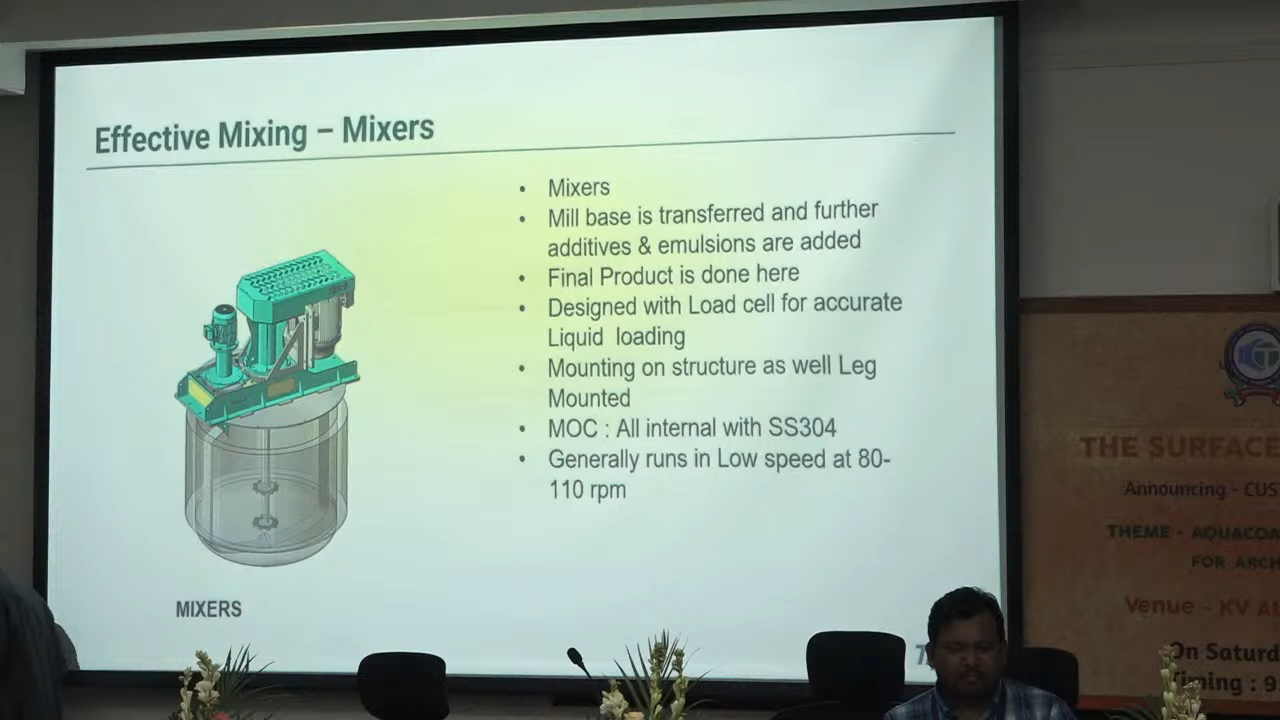 Effective Mixing – Mixers
• Mixers
• Mill base is transferred and further
additives & emulsions are added
• Final Product is done here
• Designed with Load cell for accurate
Liquid loading
• Mounting on structure as well Leg
Mounted
• MOC : All internal with SS304
• Generally runs in Low speed at 80-
110 rpm
MIXERS
THE SURFACE
Announcing - CUS
THEME - AQUACOA
FOR ARCH
Venue - KV A
On Saturd
Timing : 9